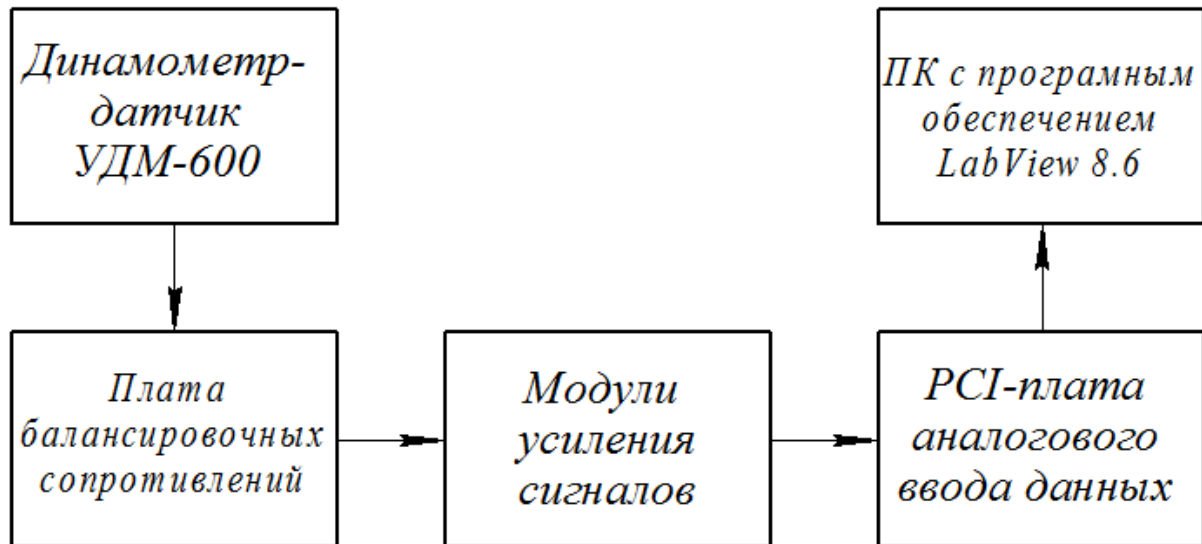 Динамометр-
датчик
УДМ-600
Плата
балансировочных
сопротивлений
Модули
усиления
сигналов
PCI-плата
аналогового
ввода данных
ПК с програмным
обеспечением
LabView 8.6